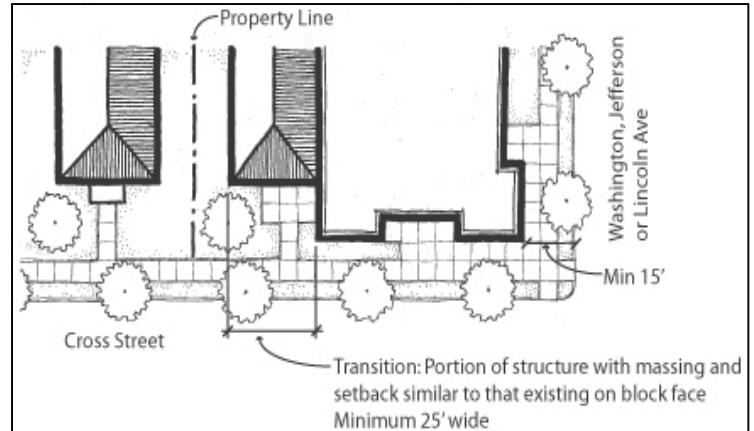 Property Line
Washington, Jefferson
or Lincoln Ave
Min 15'
Cross Street
Transition: Portion of structure with massing and
setback similar to that existing on block face
Minimum 25' wide